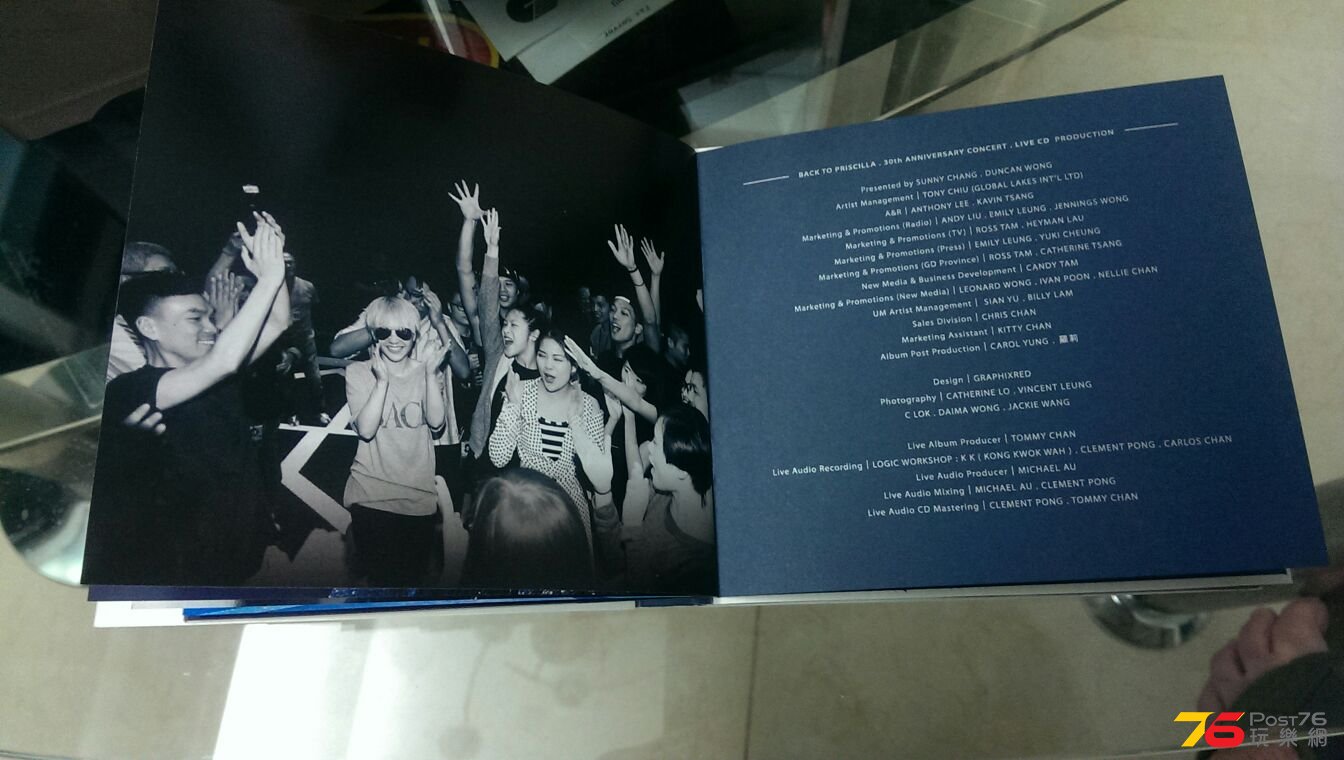 BACK TO PRISCILLA . 30th ANNIVERSARY CONCERT . LIVE CD PRODUCTION
Presented by SUNNY CHANG . DUNCAN WONG
Artist Management | TONY CHIU (GLOBAL LAKES INT'L LTD)
A&R | ANTHONY LEE . KAVIN TSANG
Marketing & Promotions (Radio) | ANDY LIU . EMILY LEUNG . JENNINGS WONG
Marketing & Promotions (TV) | ROSS TAM . HEYMAN LAU
Marketing & Promotions (Press) | EMILY LEUNG . YUKI CHEUNG
Marketing & Promotions (GD Province) | ROSS TAM . CATHERINE TSANG
New Media & Business Development | CANDY TAM
Marketing & Promotions (New Media) | LEONARD WONG . IVAN POON . NELLIE CHAN
UM Artist Management | SIAN YU . BILLY LAM
Sales Division | CHRIS CHAN
Marketing Assistant | KITTY CHAN
Album Post Production | CAROL YUNG . 羅莉
Design | GRAPHIXRED
Photography | CATHERINE LO . VINCENT LEUNG
C LOK . DAIMA WONG . JACKIE WANG
Live Album Producer | TOMMY CHAN
Live Audio Recording | LOGIC WORKSHOP : K K ( KONG KWOK WAH ) . CLEMENT PONG . CARLOS CHAN
Live Audio Producer | MICHAEL AU
Live Audio Mixing | MICHAEL AU . CLEMENT PONG
Live Audio CD Mastering | CLEMENT PONG . TOMMY CHAN
76 Post76
玩樂網